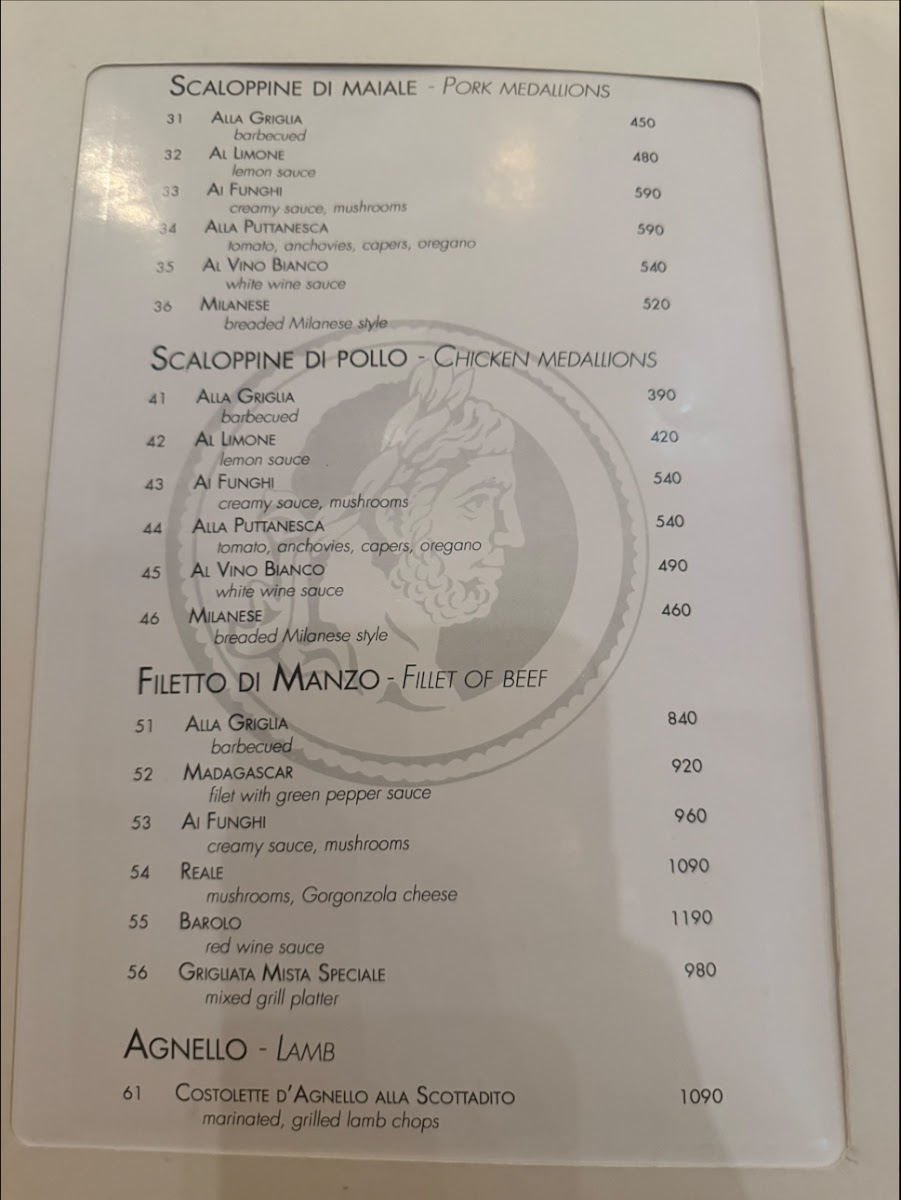 SCALOPPINE DI MAIALE - PORK MEDALLIONS
31 ALLA GRIGLIA 450
barbecued
32 AL LIMONE 480
lemon sauce
33 AI FUNGHI 590
creamy sauce, mushrooms
34 ALLA PUTTANESCA 590
tomato, anchovies, capers, oregano
35 AL VINO BIANCO 540
white wine sauce
36 MILANESE 520
breaded Milanese style
SCALOPPINE DI POLLO - CHICKEN MEDALLIONS
41 ALLA GRIGLIA 390
barbecued
42 AL LIMONE 420
lemon sauce
43 AI FUNGHI 540
creamy sauce, mushrooms
44 ALLA PUTTANESCA 540
tomato, anchovies, capers, oregano
45 AL VINO BIANCO 490
white wine sauce
46 MILANESE 460
breaded Milanese style
FILETTO DI MANZO - FILLET OF BEEF
51 ALLA GRIGLIA 840
barbecued
52 MADAGASCAR 920
filet with green pepper sauce
53 AI FUNGHI 960
creamy sauce, mushrooms
54 REALE 1090
mushrooms, Gorgonzola cheese
55 BAROLO 1190
red wine sauce
56 GRIGLIATA MISTA SPECIALE 980
mixed grill platter
AGNELLO - LAMB
61 COSTOLETTE D'AGNELLO ALLA SCOTTADITO 1090
marinated, grilled lamb chops